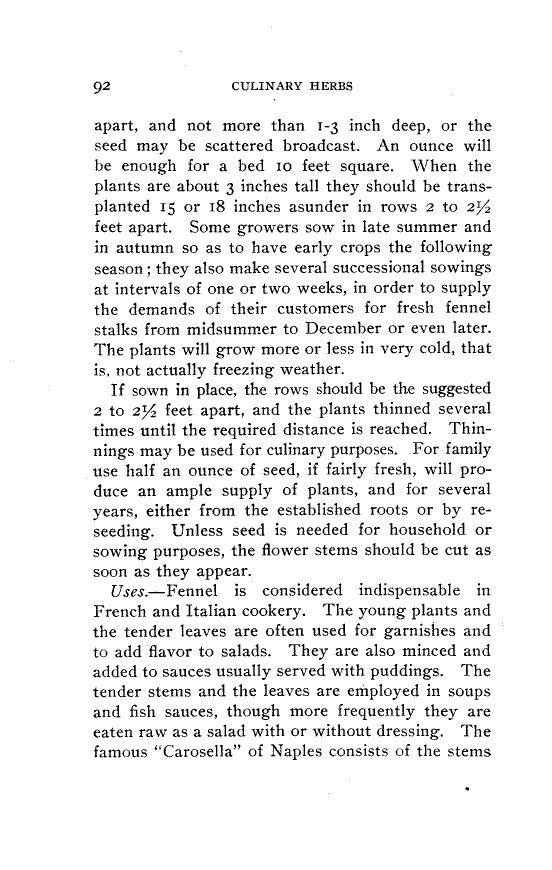 92 CULINARY HERBS
apart, and not more than 1-3 inch deep, or the
seed may be scattered broadcast. An ounce will
be enough for a bed 10 feet square. When the
plants are about 3 inches tall they should be trans-
planted 15 or 18 inches asunder in rows 2 to 2½
feet apart. Some growers sow in late summer and
in autumn so as to have early crops the following
season; they also make several successional sowings
at intervals of one or two weeks, in order to supply
the demands of their customers for fresh fennel
stalks from midsummer to December or even later.
The plants will grow more or less in very cold, that
is, not actually freezing weather.
If sown in place, the rows should be the suggested
2 to 2½ feet apart, and the plants thinned several
times until the required distance is reached. Thin-
nings may be used for culinary purposes. For family
use half an ounce of seed, if fairly fresh, will pro-
duce an ample supply of plants, and for several
years, either from the established roots or by re-
seeding. Unless seed is needed for household or
sowing purposes, the flower stems should be cut as
soon as they appear.
Uses.—Fennel is considered indispensable in
French and Italian cookery. The young plants and
the tender leaves are often used for garnishes and
to add flavor to salads. They are also minced and
added to sauces usually served with puddings. The
tender stems and the leaves are employed in soups
and fish sauces, though more frequently they are
eaten raw as a salad with or without dressing. The
famous "Carosella" of Naples consists of the stems